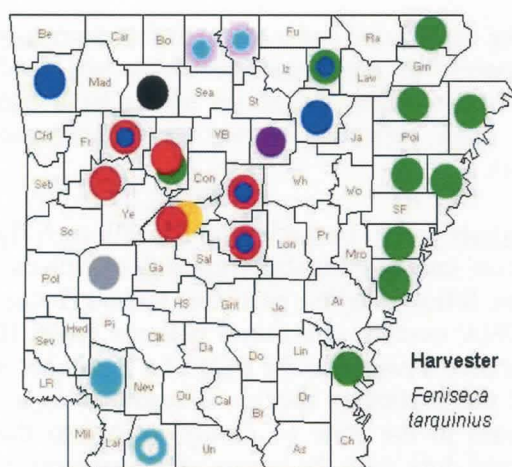 Be Car Bo Fu Ra
Iz Grn
Mad Sea St Law
Cfd Fr VB Ja Poi
Seb Con Wh Wo
Ye SF
Sc Lon Pr Mro
Sal
Pol Ga
HS Grt Je Ar
Pi
Hwd
Sev Clk Da Do Lin
LR Nev Ou Cal Dr
Br
Mil Laf Un As Ch
Harvester
Feniseca
tarquinius